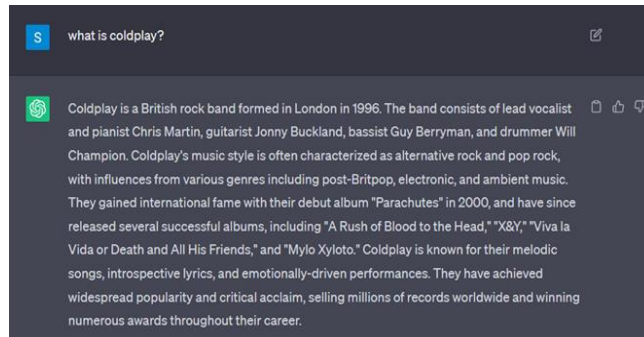 S
what is coldplay?
Coldplay is a British rock band formed in London in 1996. The band consists of lead vocalist
and pianist Chris Martin, guitarist Jonny Buckland, bassist Guy Berryman, and drummer Will
Champion. Coldplay's music style is often characterized as alternative rock and pop rock,
with influences from various genres including post-Britpop, electronic, and ambient music.
They gained international fame with their debut album "Parachutes" in 2000, and have since
released several successful albums, including "A Rush of Blood to the Head," "X&Y," "Viva la
Vida or Death and All His Friends," and "Mylo Xyloto." Coldplay is known for their melodic
songs, introspective lyrics, and emotionally-driven performances. They have achieved
widespread popularity and critical acclaim, selling millions of records worldwide and winning
numerous awards throughout their career.